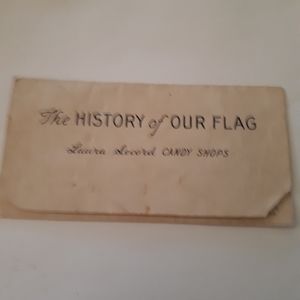 The HISTORY of OUR FLAG
Laura Secord CANDY SHOPS